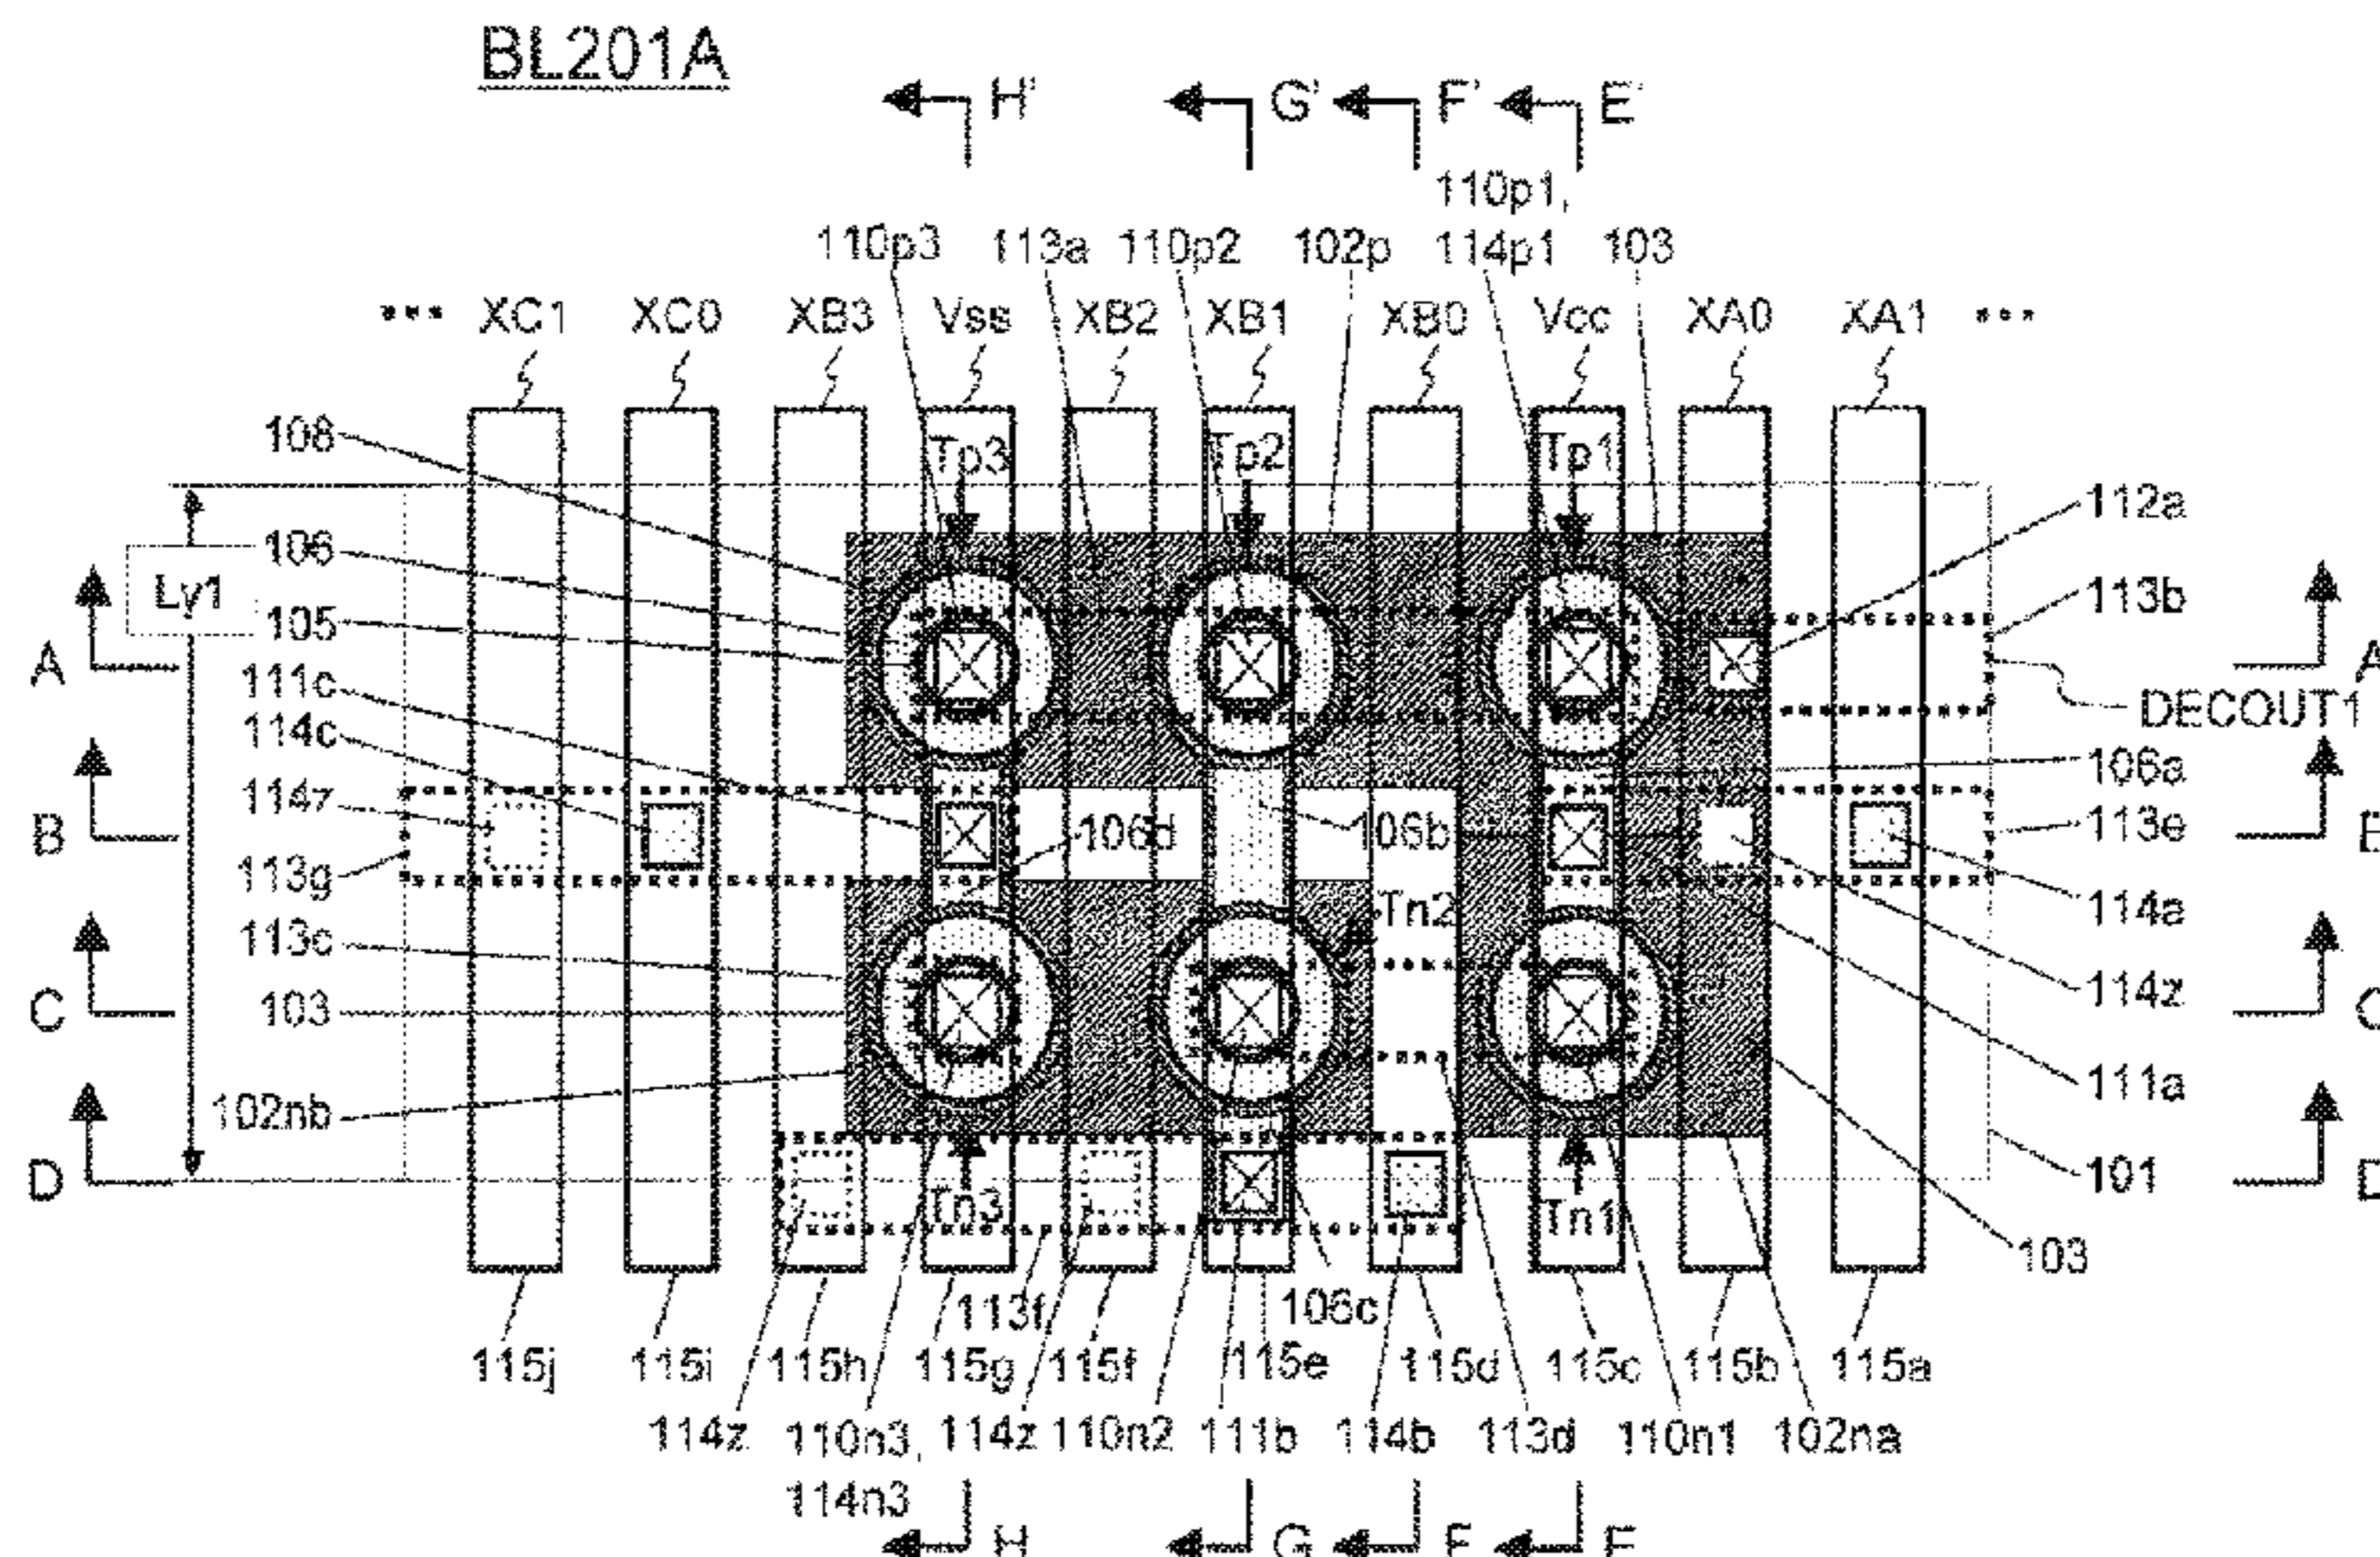 BL201A
H' G' F' E'
110p1,
110p3 113a 110p2 102p 114p1 103
XC1 XC0 XB3 Vss XB2 XB1 XB0 Vcc XA0 XA1
108 Tp3 Tp2 Tp1
112a
106
Ly1 113b
105
A A
111c DECOUT1
114c
106a
114z
B 106d 106b 113e
113g
Tn2 114a
113c
114z
C 103
111a
102nb
D 101
Tn3 Tn1
103
113f 106c
115j 115i 115h 115g 115f 115e 115d 115c 115b 115a
114z 110n3, 114z 110n2 111b 114b 113d 110n1 102na
114n3
H G F E